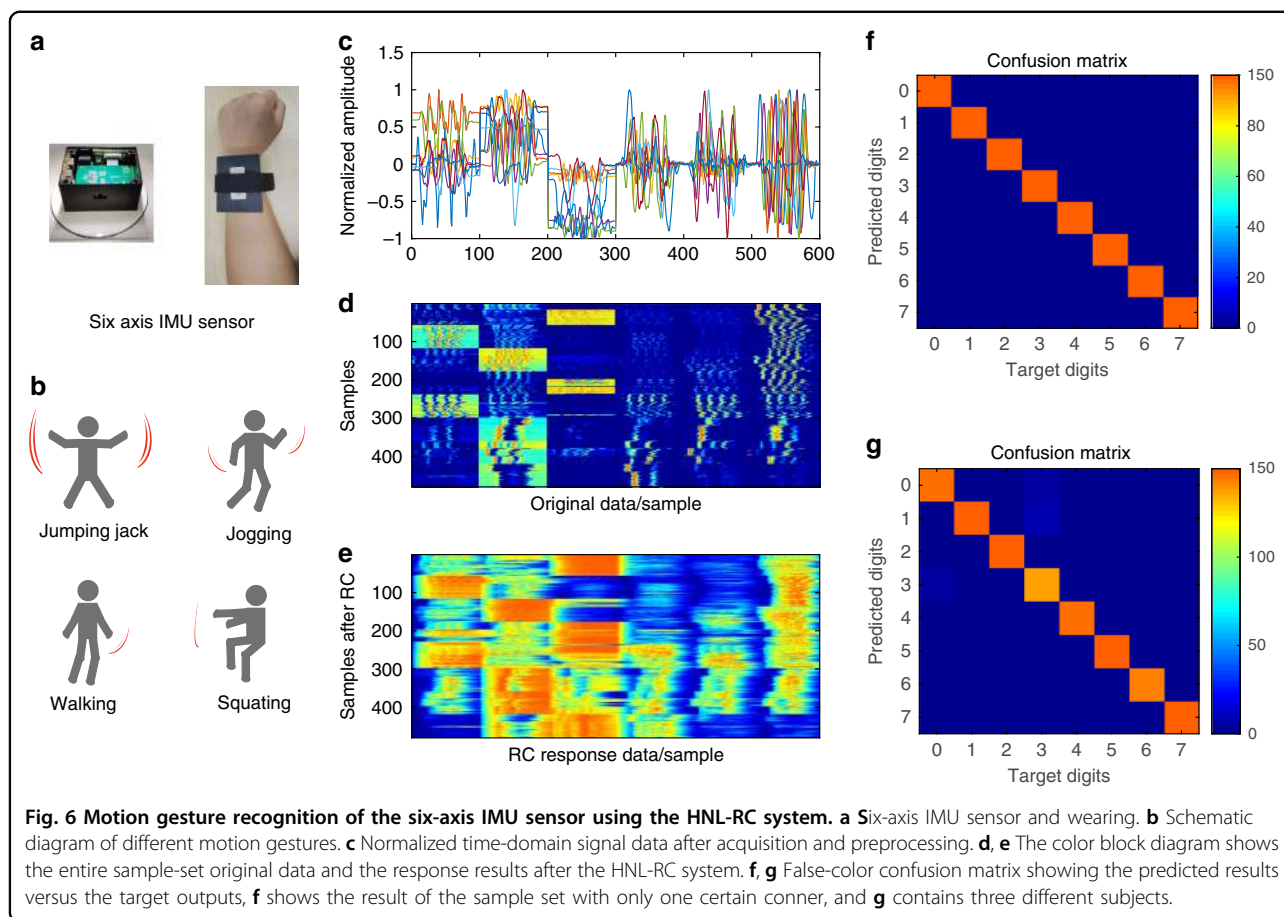 a
Six axis IMU sensor
b
Jumping jack
Jogging
Walking
Squating
c
Normalized amplitude
1.5
1
0.5
0
−0.5
−1
0 100 200 300 400 500 600
d
Samples
100
200
300
400
Original data/sample
e
Samples after RC
100
200
300
400
RC response data/sample
f
Confusion matrix
Predicted digits
0
1
2
3
4
5
6
7
0 1 2 3 4 5 6 7
Target digits
150
120
100
80
60
40
20
0
g
Confusion matrix
Predicted digits
0
1
2
3
4
5
6
7
0 1 2 3 4 5 6 7
Target digits
150
100
50
0
Fig. 6 Motion gesture recognition of the six-axis IMU sensor using the HNL-RC system. a Six-axis IMU sensor and wearing. b Schematic
diagram of different motion gestures. c Normalized time-domain signal data after acquisition and preprocessing. d, e The color block diagram shows
the entire sample-set original data and the response results after the HNL-RC system. f, g False-color confusion matrix showing the predicted results
versus the target outputs, f shows the result of the sample set with only one certain conner, and g contains three different subjects.